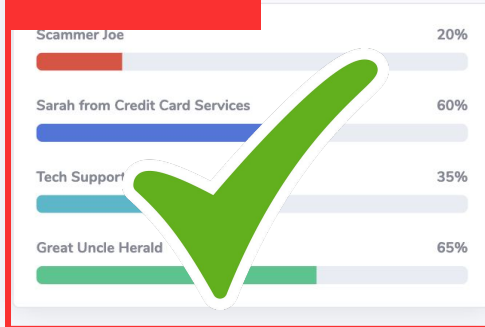 Scammer Joe 20%
Sarah from Credit Card Services 60%
Tech Support 35%
Great Uncle Herald 65%